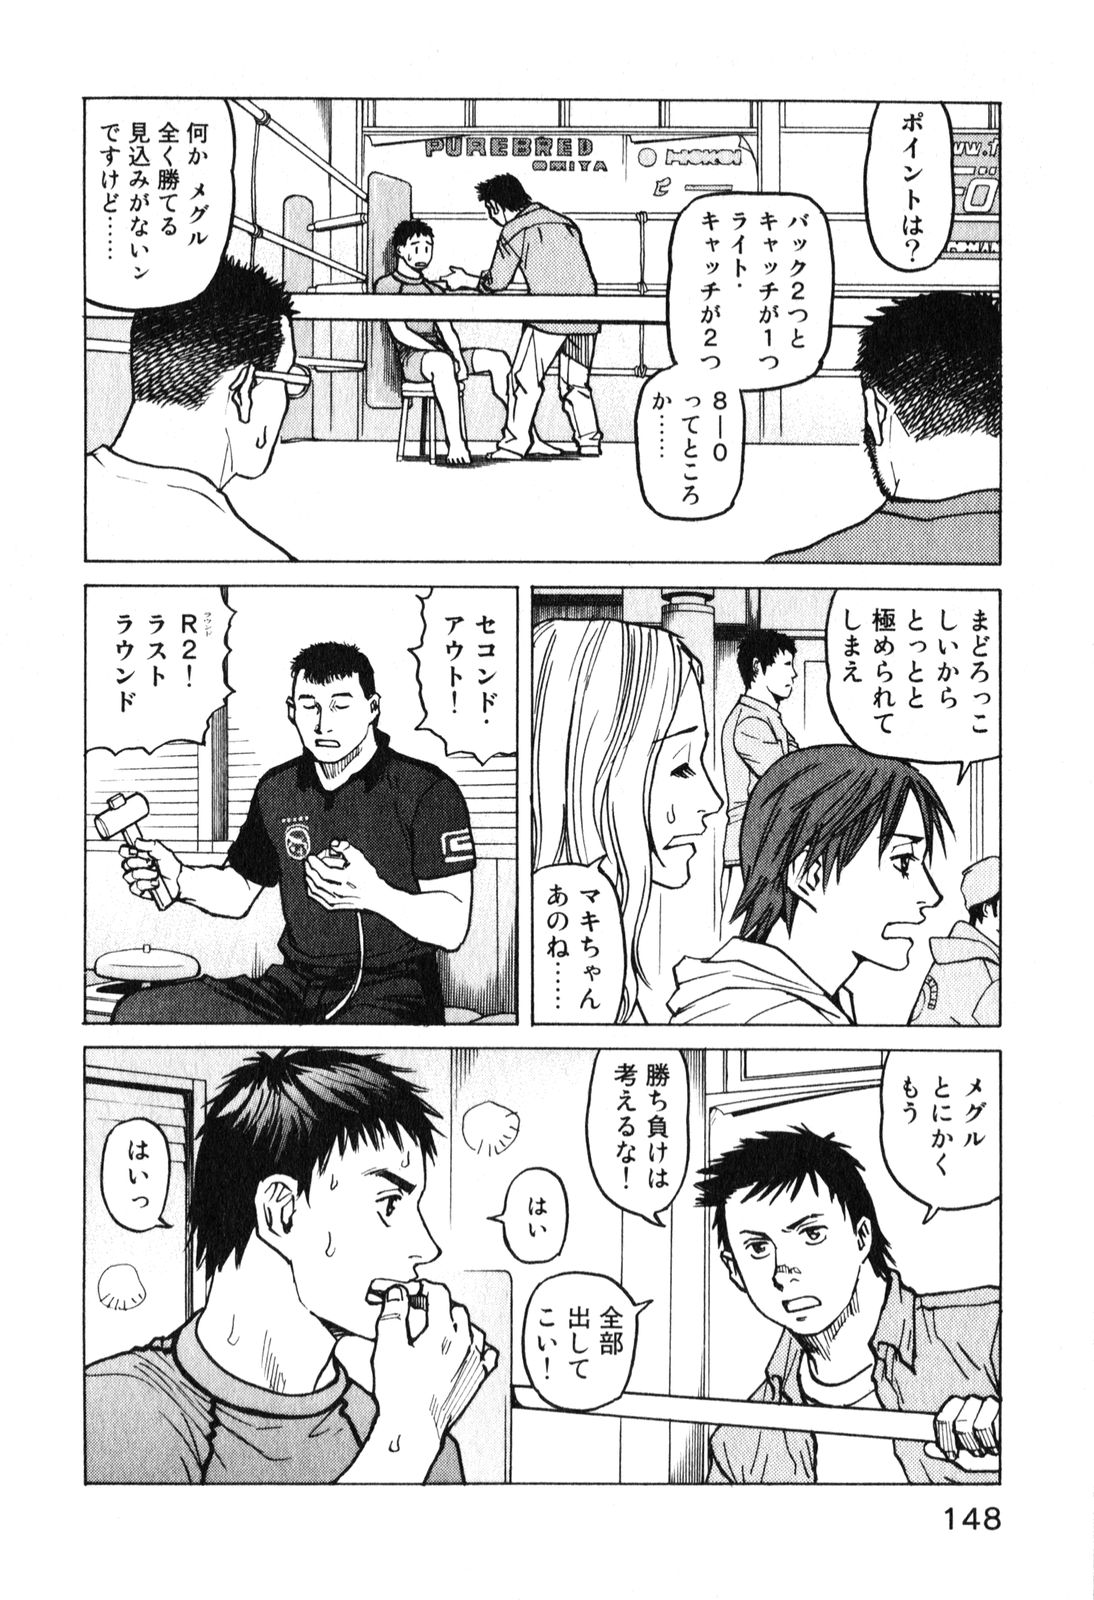 ポイントは?
バック2つと
キャッチが1つ
ライト・
キャッチが2つ
8―0
ってところ
か……
何か メグル
全く勝てる
見込みがないン
ですけど……
PUREBRED
OMIYA
まどろっこ
しいから
とっとと
極められて
しまえ
マキちゃん
あのね……
セコンド・
アウト!
R2!
ラウンド
ラスト
ラウンド
メグル
とにかく
もう
勝ち負けは
考えるな!
はい
全部
出して
こい!
はいっ
148